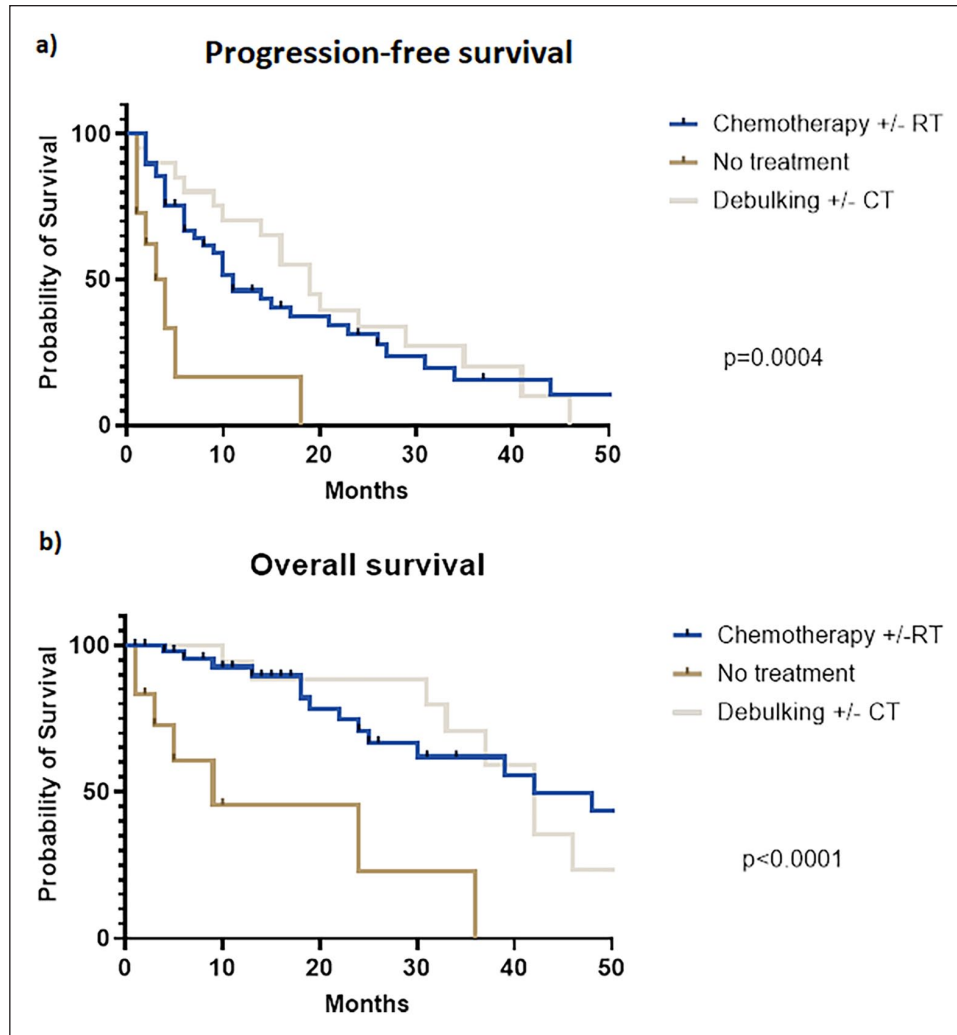 a)
Progression-free survival
Probability of Survival
100
50
0
0 10 20 30 40 50
Months
Chemotherapy +/- RT
No treatment
Debulking +/- CT
p=0.0004
b)
Overall survival
Probability of Survival
100
50
0
0 10 20 30 40 50
Months
Chemotherapy +/-RT
No treatment
Debulking +/- CT
p<0.0001